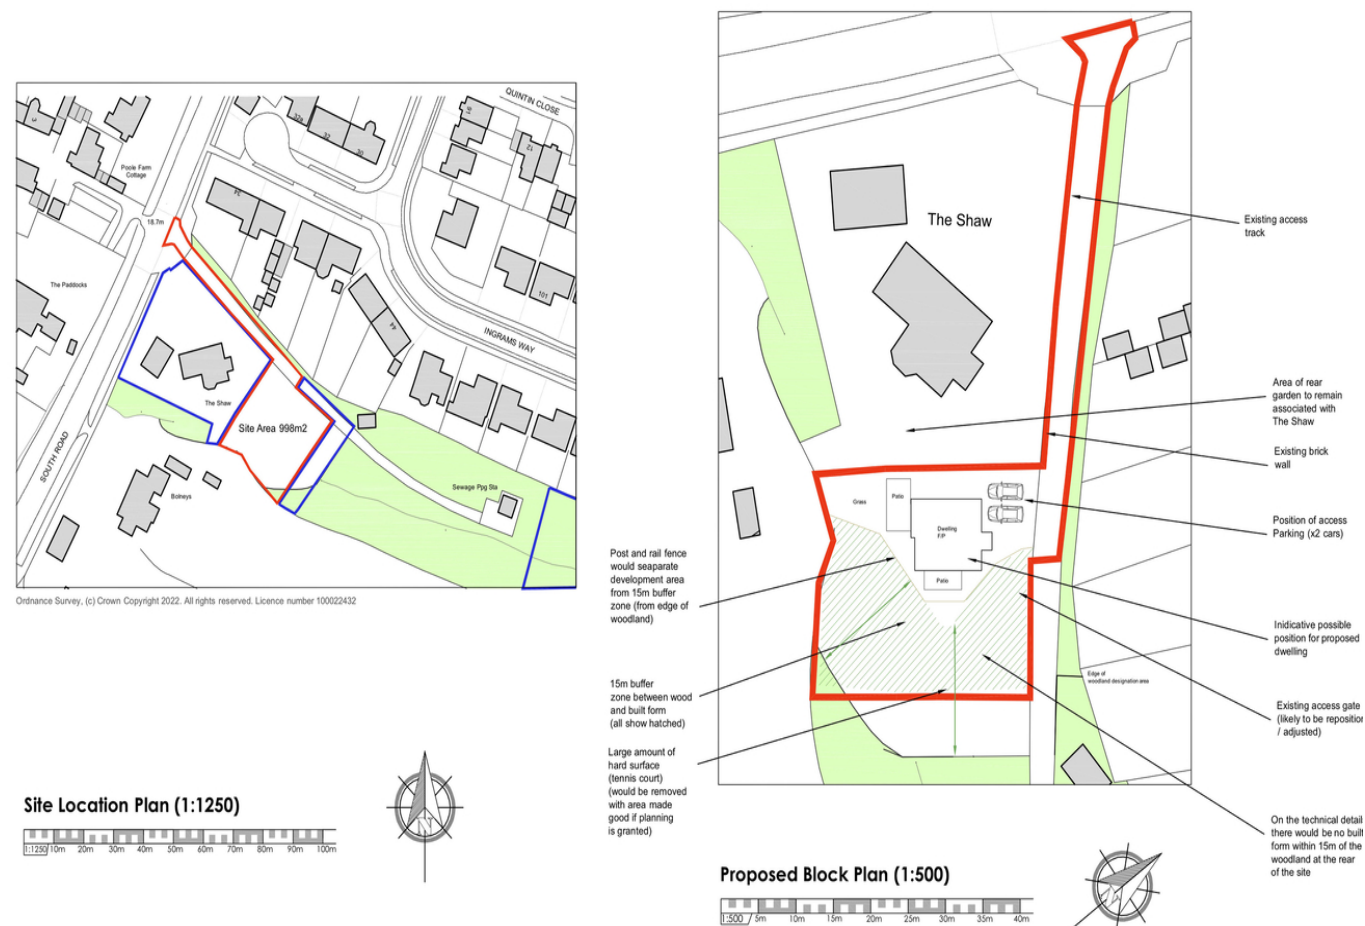 QUINTIN CLOSE
Poole Farm
Cottage
32a
32
30
12
34
18.7m
The Paddocks
101
44
INGRAMS WAY
The Shaw
Site Area 998m2
SOUTH ROAD
Bolneys
Sewage Ppg Sta
Ordnance Survey, (c) Crown Copyright 2022. All rights reserved. Licence number 100022432
Site Location Plan (1:1250)
1:1250 10m 20m 30m 40m 50m 60m 70m 80m 90m 100m
N
The Shaw
Existing access
track
Area of rear
garden to remain
associated with
The Shaw
Existing brick
wall
Grass
Patio
Dwelling
F/P
Patio
Position of access
Parking (x2 cars)
Post and rail fence
would seaparate
development area
from 15m buffer
zone (from edge of
woodland)
Inidicative possible
position for proposed
dwelling
15m buffer
zone between wood
and built form
(all show hatched)
Edge of
woodland designation area
Existing access gate
(likely to be reposition
/ adjusted)
Large amount of
hard surface
(tennis court)
(would be removed
with area made
good if planning
is granted)
On the technical detail
there would be no built
form within 15m of the
woodland at the rear
of the site
Proposed Block Plan (1:500)
1:500 5m 10m 15m 20m 25m 30m 35m 40m
N